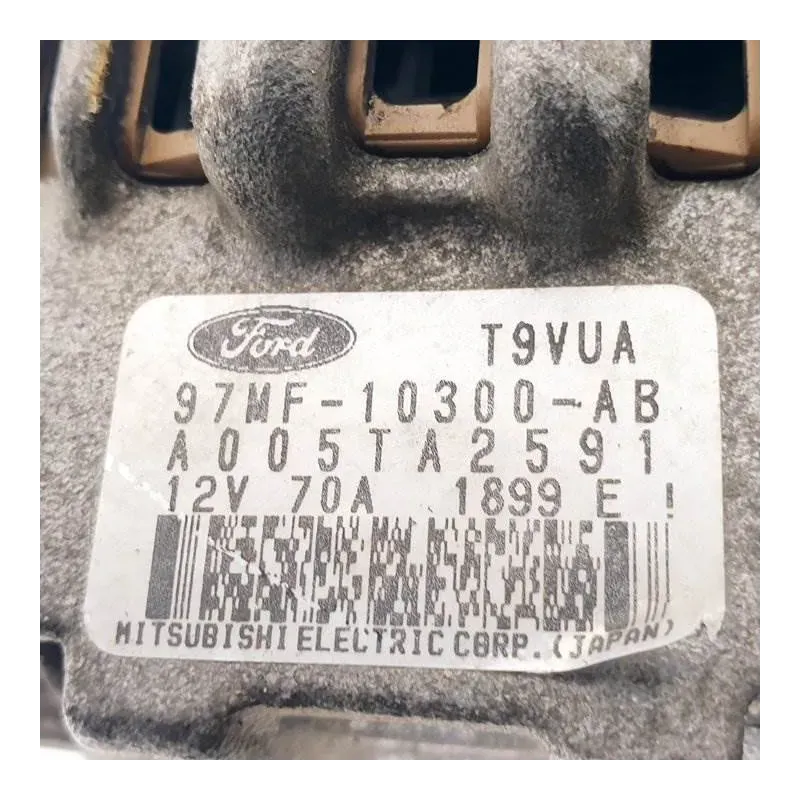 Ford T9VUA
97MF-10300-AB
A005TA2591
12V 70A 1899 E !
MITSUBISHI ELECTRIC CORP. (JAPAN)